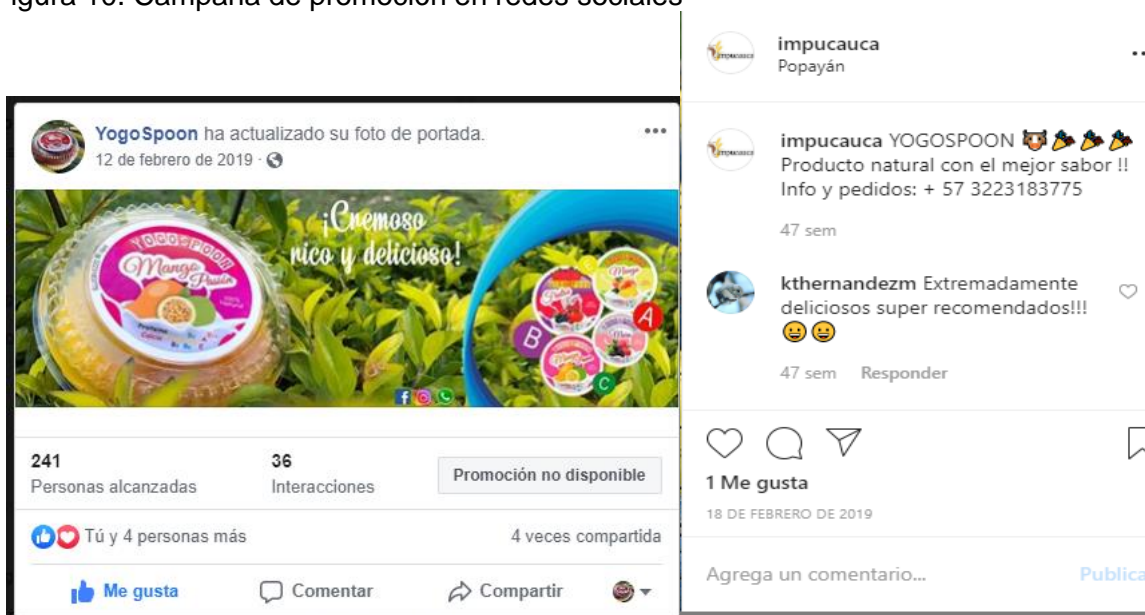 igura 10. Campaña de promoción en redes sociales
YogoSpoon ha actualizado su foto de portada.
12 de febrero de 2019 ·
¡Cremoso
rico y delicioso!
YOGOSPOON
Mango
Pasión
A
B
C
241
Personas alcanzadas
36
Interacciones
Promoción no disponible
Tú y 4 personas más
4 veces compartida
Me gusta
Comentar
Compartir
impucauca
Popayán
impucauca YOGOSPOON
Producto natural con el mejor sabor !!
Info y pedidos: + 57 3223183775
47 sem
kthernandezm Extremadamente
deliciosos super recomendados!!!
47 sem Responder
1 Me gusta
18 DE FEBRERO DE 2019
Agrega un comentario...
Publica